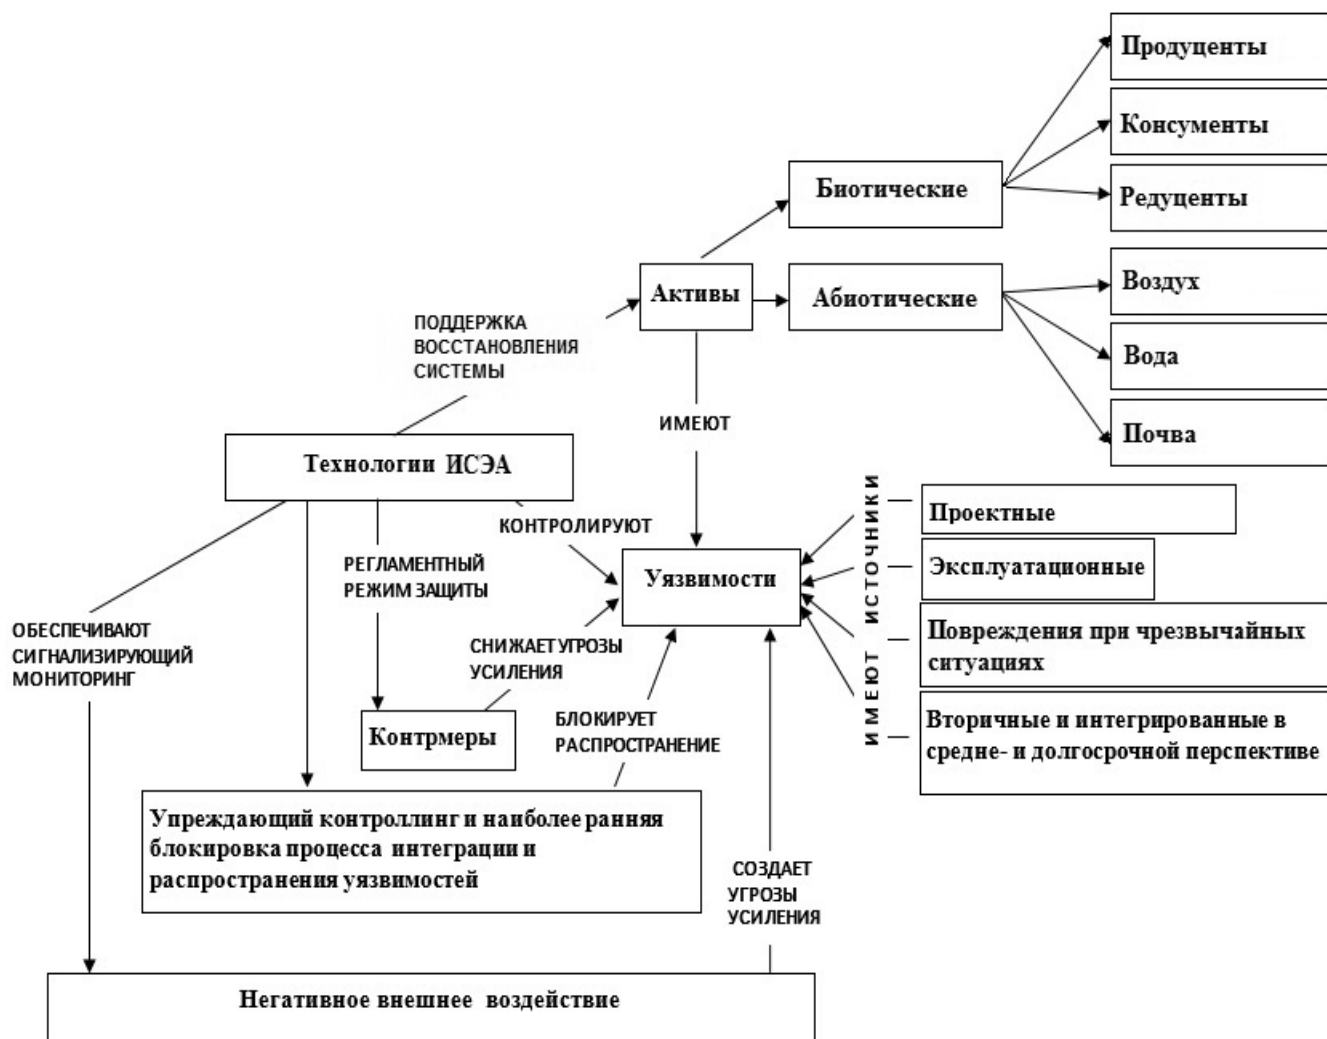 Продуценты
Консументы
Биотические
Редуценты
Активы
Абиотические
Воздух
ПОДДЕРЖКА
ВОССТАНОВЛЕНИЯ
СИСТЕМЫ
Вода
ИМЕЮТ
Почва
Технологии ИСЭА
КОНТРОЛИРУЮТ
ИМЕЮТ ИСТОЧНИКИ
Проектные
РЕГЛАМЕНТНЫЙ
РЕЖИМ ЗАЩИТЫ
Уязвимости
Эксплуатационные
ОБЕСПЕЧИВАЮТ
СИГНАЛИЗИРУЮЩИЙ
МОНИТОРИНГ
СНИЖАЕТ УГРОЗЫ
УСИЛЕНИЯ
Повреждения при чрезвычайных
ситуациях
Контрмеры
БЛОКИРУЕТ
РАСПРОСТРАНЕНИЕ
Вторичные и интегрированные в
средне- и долгосрочной перспективе
Упреждающий контроллинг и наиболее ранняя
блокировка процесса интеграции и
распространения уязвимостей
СОЗДАЕТ
УГРОЗЫ
УСИЛЕНИЯ
Негативное внешнее воздействие